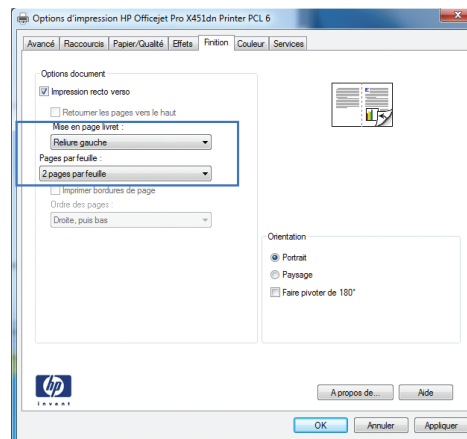 Options d'impression HP Officejet Pro X451dn Printer PCL 6
Avancé Raccourcis Papier/Qualité Effets Finition Couleur Services
Options document
Impression recto verso
Retourner les pages vers le haut
Mise en page livret :
Reliure gauche
Pages par feuille :
2 pages par feuille
Imprimer bordures de page
Ordre des pages :
Droite, puis bas
Orientation
Portrait
Paysage
Faire pivoter de 180°
hp
invent
A propos de... Aide
OK Annuler Appliquer